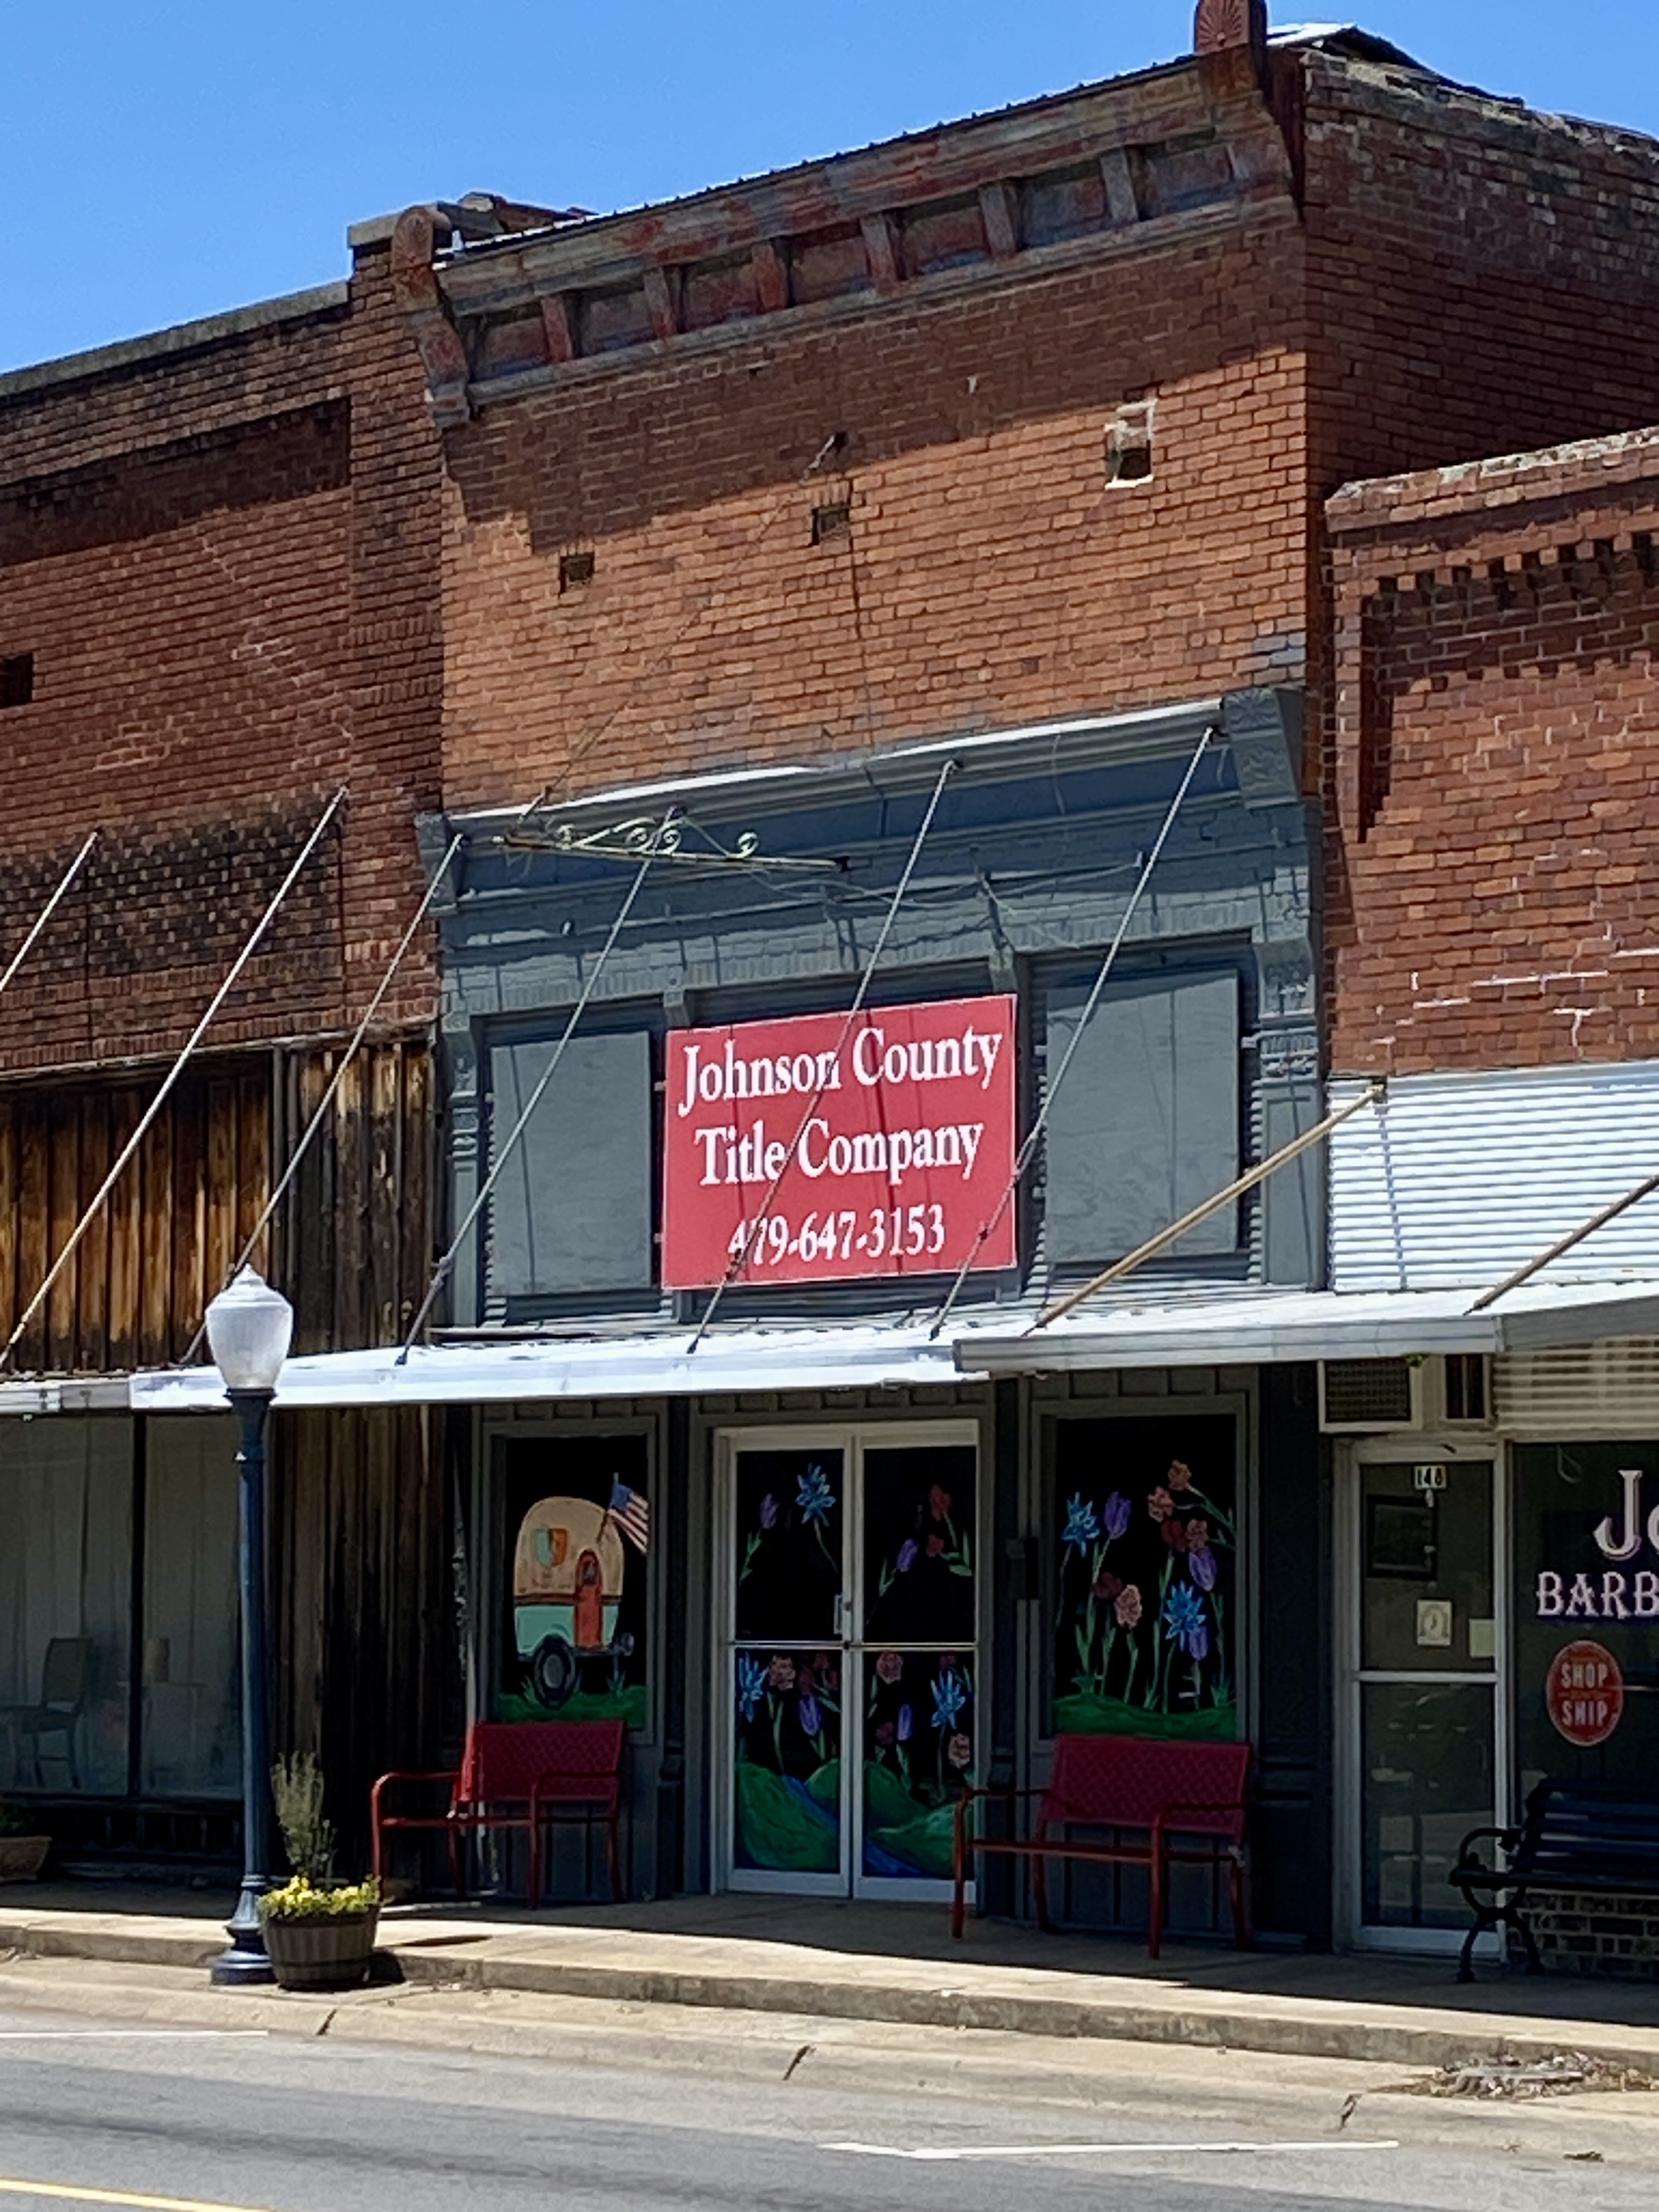 Johnson County
Title Company
479-647-3153
148
BARB
SHOP
SHIP